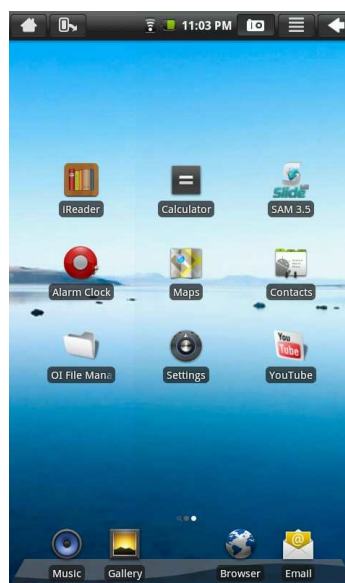 11:03 PM
IReader
Calculator
Slide
SAM 3.5
Alarm Clock
Maps
Contacts
OI File Mana
Settings
You
Tube
YouTube
Music
Gallery
Browser
Email